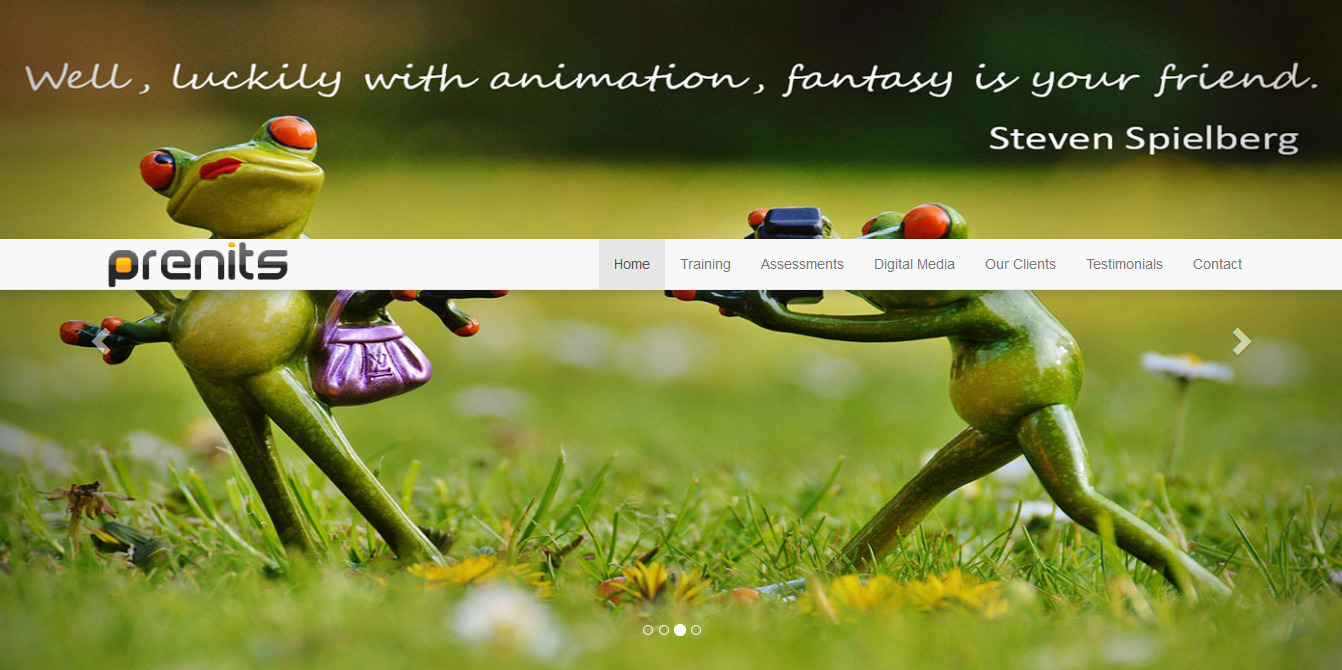 Well, luckily with animation, fantasy is your friend.
Steven Spielberg
prenits
Home Training Assessments Digital Media Our Clients Testimonials Contact
LV